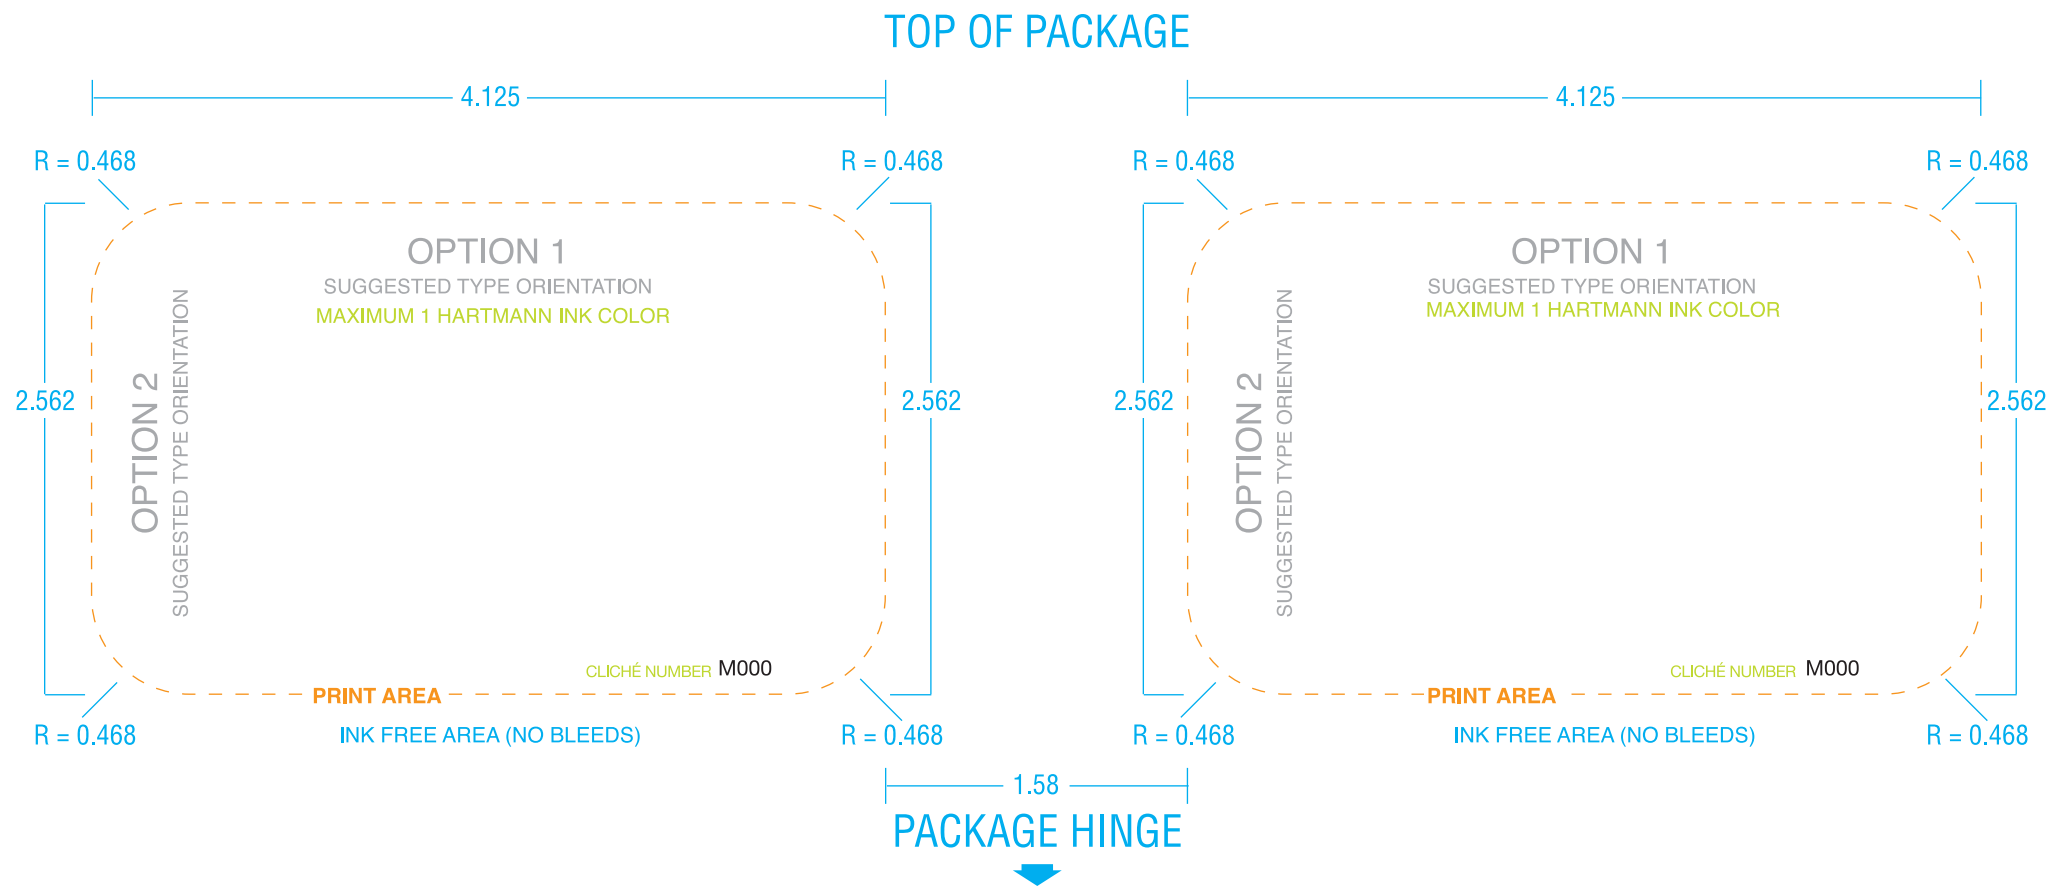 TOP OF PACKAGE
4.125
4.125
R = 0.468
R = 0.468
R = 0.468
R = 0.468
OPTION 1
SUGGESTED TYPE ORIENTATION
MAXIMUM 1 HARTMANN INK COLOR
OPTION 1
SUGGESTED TYPE ORIENTATION
MAXIMUM 1 HARTMANN INK COLOR
2.562
OPTION 2
SUGGESTED TYPE ORIENTATION
2.562
2.562
OPTION 2
SUGGESTED TYPE ORIENTATION
2.562
CLICHÉ NUMBER M000
CLICHÉ NUMBER M000
PRINT AREA
PRINT AREA
R = 0.468
INK FREE AREA (NO BLEEDS)
R = 0.468
R = 0.468
INK FREE AREA (NO BLEEDS)
R = 0.468
1.58
PACKAGE HINGE